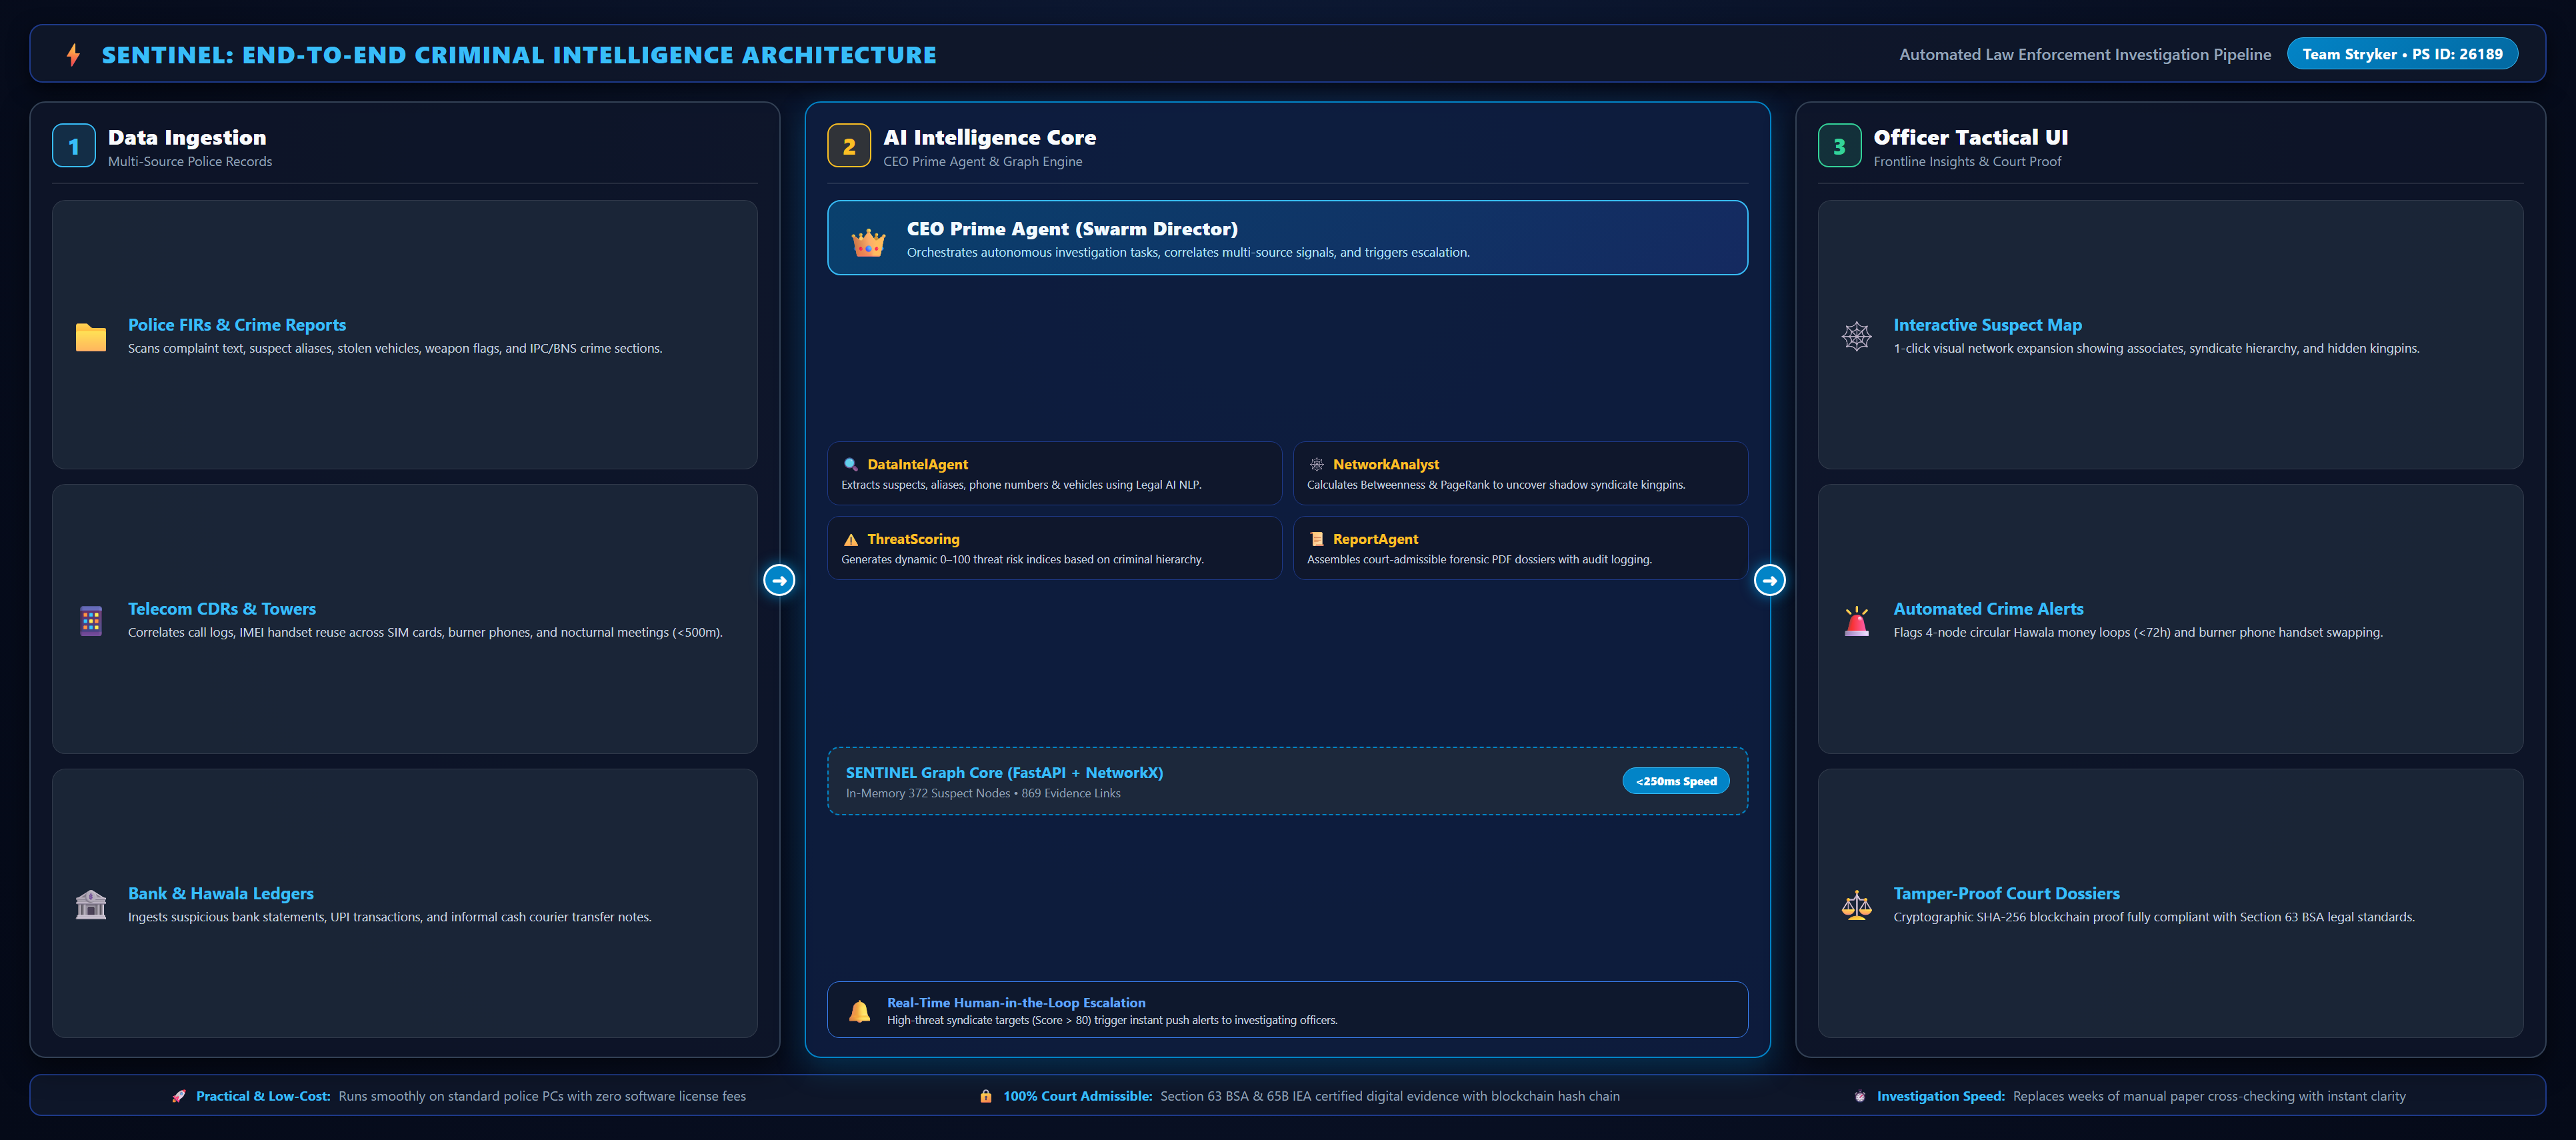 SENTINEL: END-TO-END CRIMINAL INTELLIGENCE ARCHITECTURE
Automated Law Enforcement Investigation Pipeline
Team Stryker • PS ID: 26189
1
Data Ingestion
Multi-Source Police Records
Police FIRs & Crime Reports
Scans complaint text, suspect aliases, stolen vehicles, weapon flags, and IPC/BNS crime sections.
Telecom CDRs & Towers
Correlates call logs, IMEI handset reuse across SIM cards, burner phones, and nocturnal meetings (<500m).
Bank & Hawala Ledgers
Ingests suspicious bank statements, UPI transactions, and informal cash courier transfer notes.
2
AI Intelligence Core
CEO Prime Agent & Graph Engine
CEO Prime Agent (Swarm Director)
Orchestrates autonomous investigation tasks, correlates multi-source signals, and triggers escalation.
DataIntelAgent
Extracts suspects, aliases, phone numbers & vehicles using Legal AI NLP.
NetworkAnalyst
Calculates Betweenness & PageRank to uncover shadow syndicate kingpins.
ThreatScoring
Generates dynamic 0–100 threat risk indices based on criminal hierarchy.
ReportAgent
Assembles court-admissible forensic PDF dossiers with audit logging.
SENTINEL Graph Core (FastAPI + NetworkX)
In-Memory 372 Suspect Nodes • 869 Evidence Links
<250ms Speed
Real-Time Human-in-the-Loop Escalation
High-threat syndicate targets (Score > 80) trigger instant push alerts to investigating officers.
3
Officer Tactical UI
Frontline Insights & Court Proof
Interactive Suspect Map
1-click visual network expansion showing associates, syndicate hierarchy, and hidden kingpins.
Automated Crime Alerts
Flags 4-node circular Hawala money loops (<72h) and burner phone handset swapping.
Tamper-Proof Court Dossiers
Cryptographic SHA-256 blockchain proof fully compliant with Section 63 BSA legal standards.
Practical & Low-Cost: Runs smoothly on standard police PCs with zero software license fees
100% Court Admissible: Section 63 BSA & 65B IEA certified digital evidence with blockchain hash chain
Investigation Speed: Replaces weeks of manual paper cross-checking with instant clarity